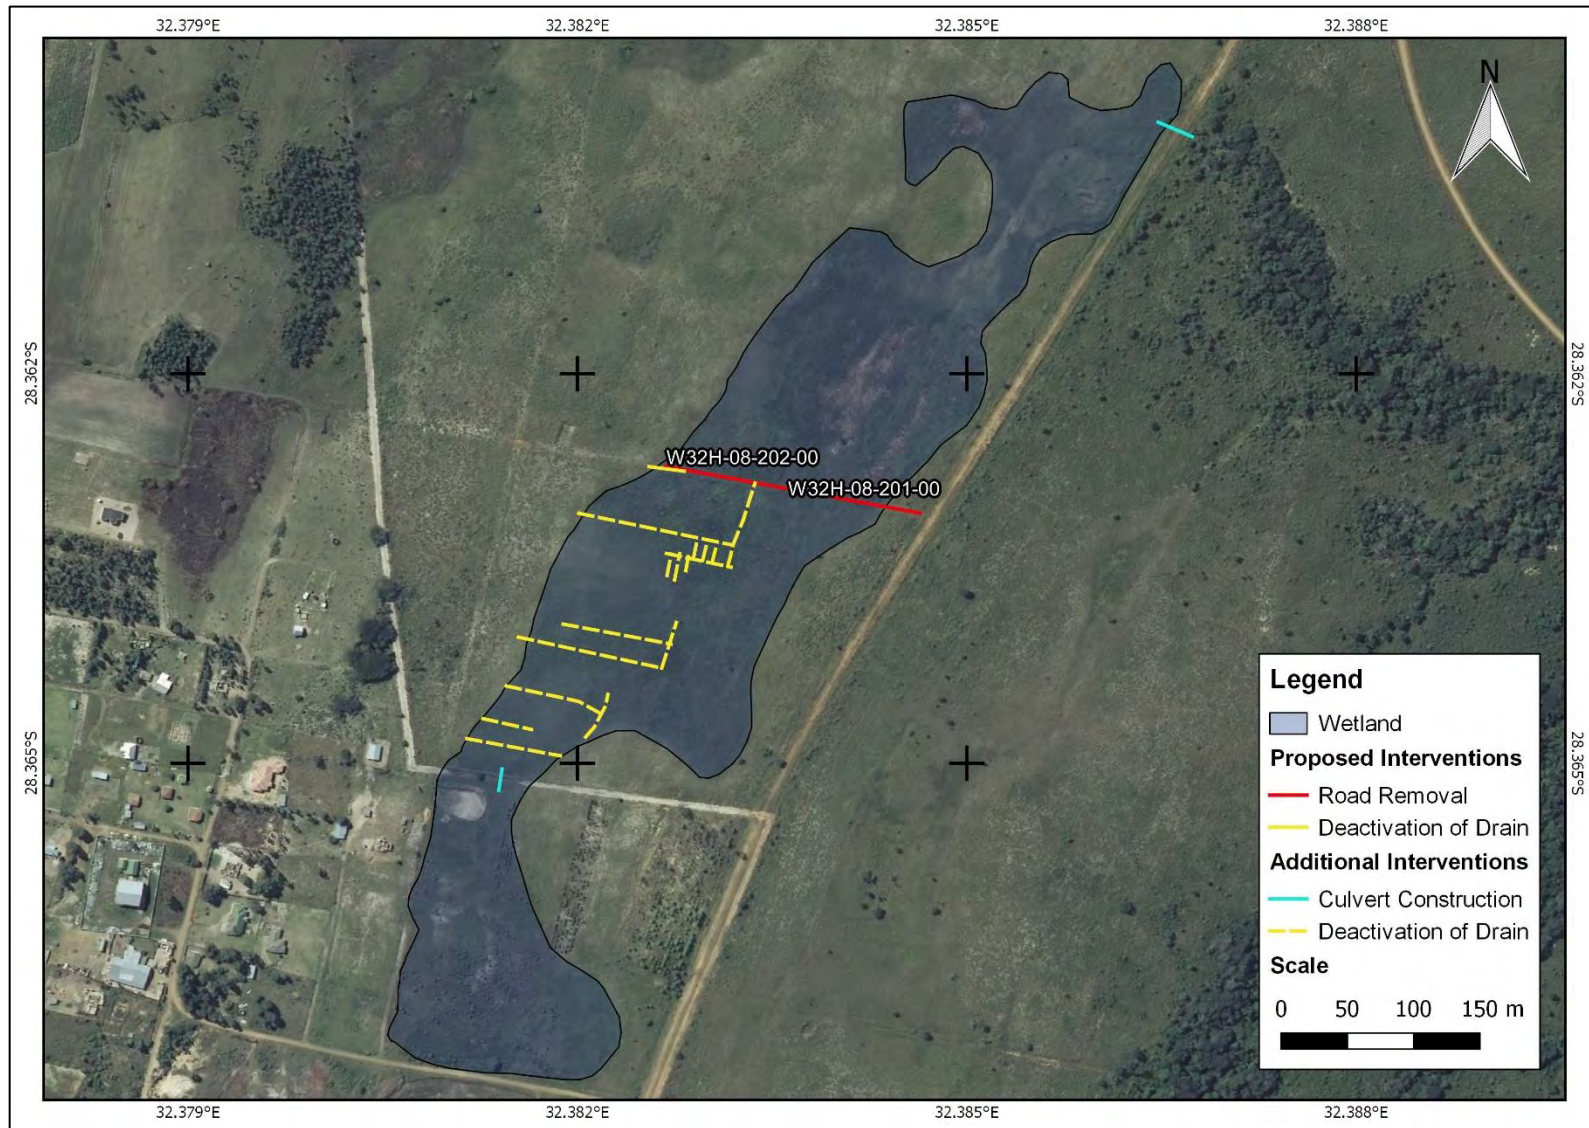 32.379°E 32.382°E 32.385°E 32.388°E
N
28.362°S 28.362°S
W32H-08-202-00
W32H-08-201-00
28.365°S 28.365°S
Legend
Wetland
Proposed Interventions
Road Removal
Deactivation of Drain
Additional Interventions
Culvert Construction
Deactivation of Drain
Scale
0 50 100 150 m
32.379°E 32.382°E 32.385°E 32.388°E